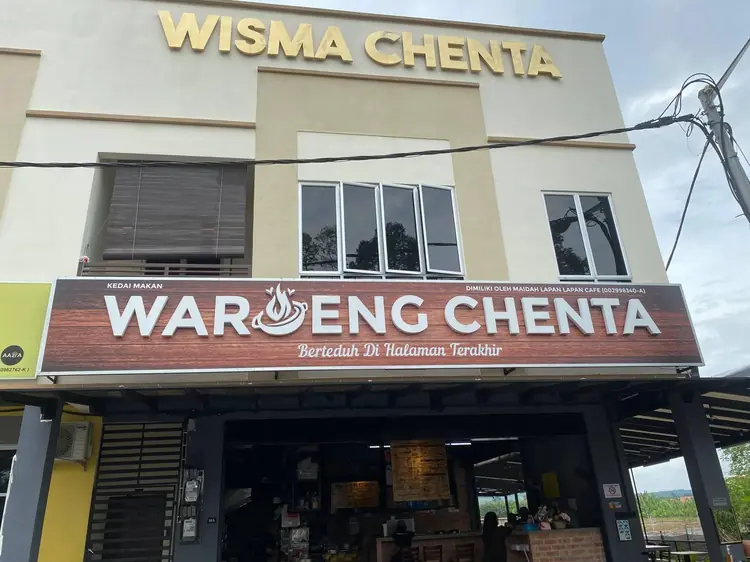 WISMA CHENTA
KEDAI MAKAN
DIMILIKI OLEH MAIDAH LAPAN LAPAN CAFE (002998340-A)
WAROENG CHENTA
Berteduh Di Halaman Terakhir